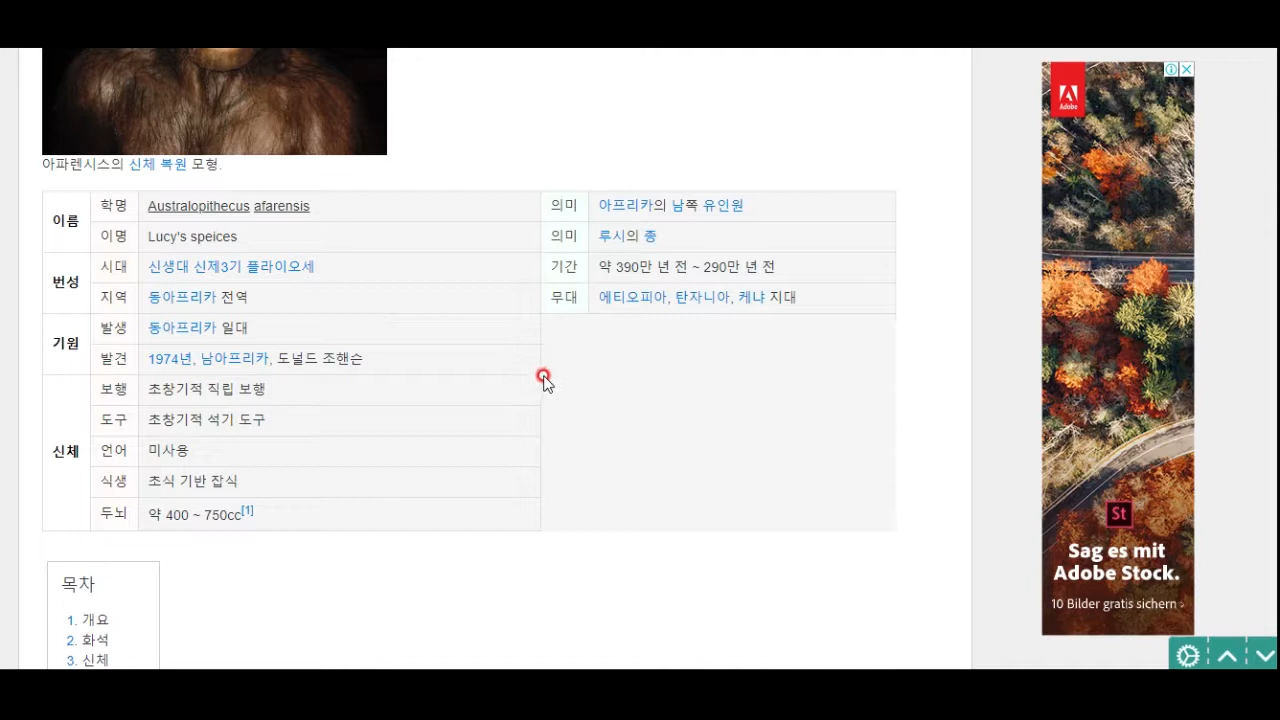 아파렌시스의 신체 복원 모형.
이름 학명 Australopithecus afarensis 의미 아프리카의 남쪽 유인원
이명 Lucy's speices 의미 루시의 종
번성 시대 신생대 신제3기 플라이오세 기간 약 390만 년 전 ~ 290만 년 전
지역 동아프리카 전역 무대 에티오피아, 탄자니아, 케냐 지대
기원 발생 동아프리카 일대
발견 1974년, 남아프리카, 도널드 조핸슨
신체 보행 초창기적 직립 보행
도구 초창기적 석기 도구
언어 미사용
식생 초식 기반 잡식
두뇌 약 400 ~ 750cc[1]
목차
1. 개요
2. 화석
3. 신체
Adobe
St
Sag es mit
Adobe Stock.
10 Bilder gratis sichern ›